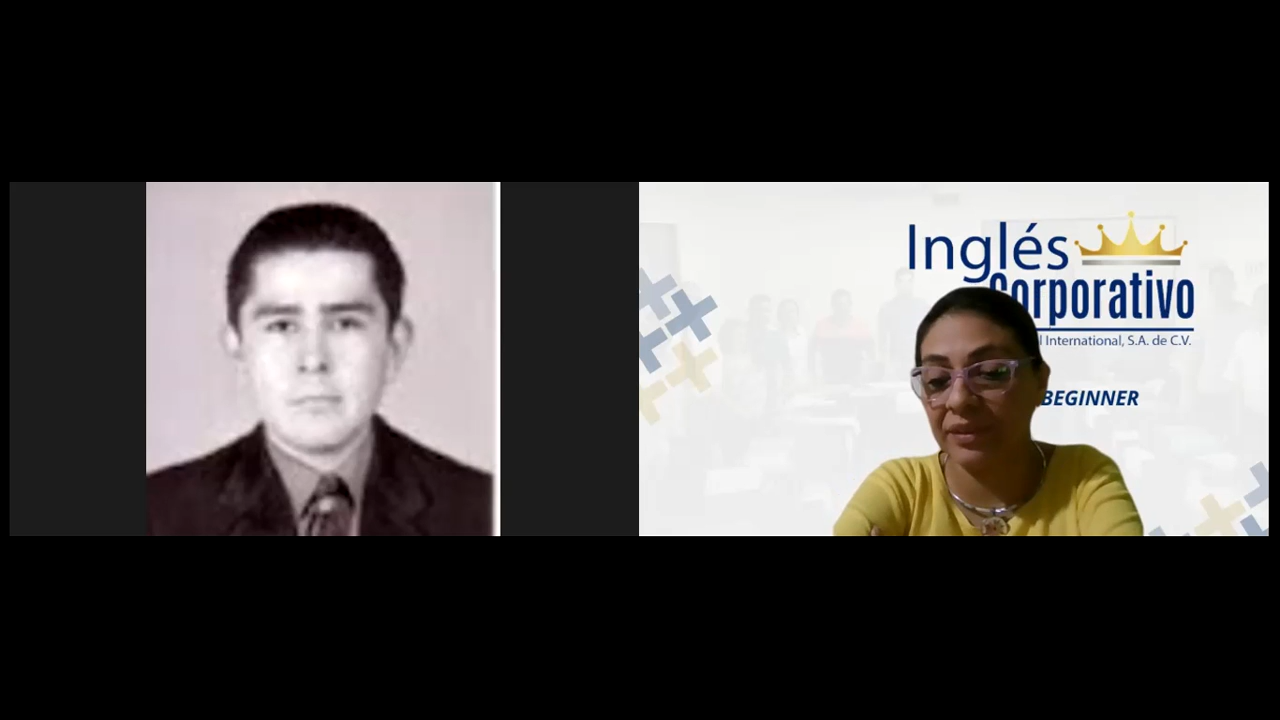 Inglés
Corporativo
International, S.A. de C.V.
BEGINNER